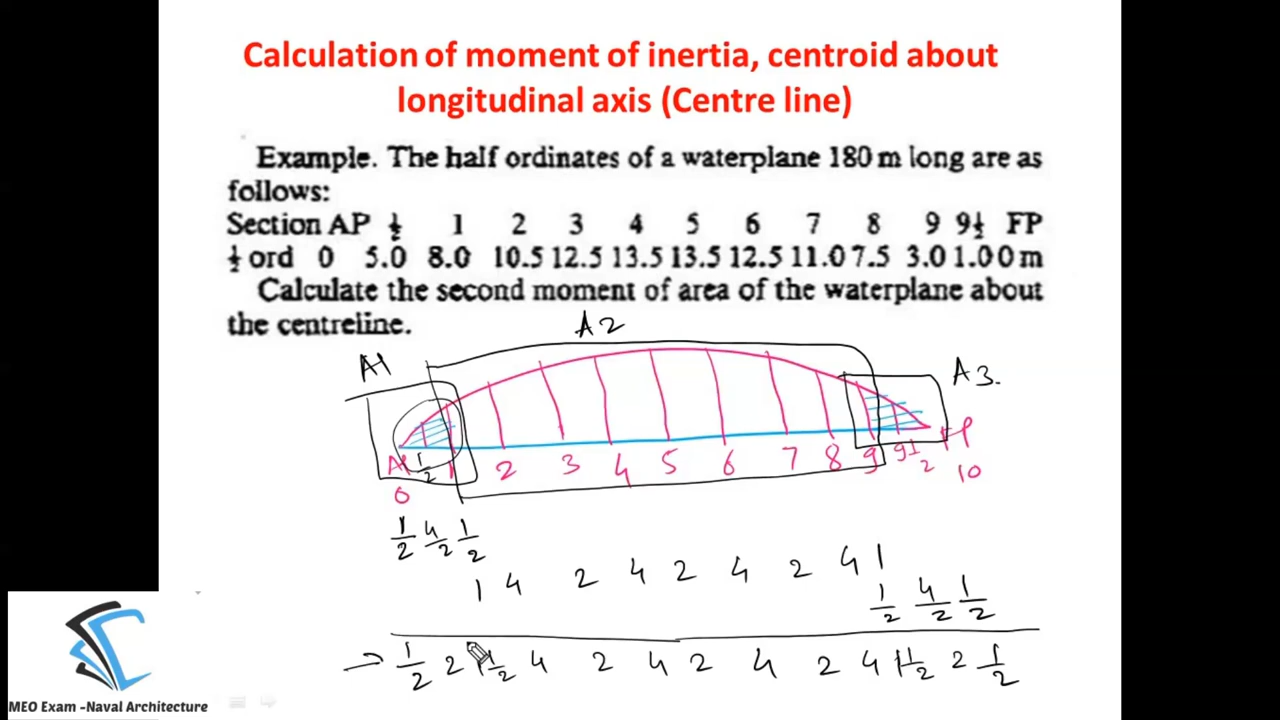 Calculation of moment of inertia, centroid about
longitudinal axis (Centre line)
Example. The half ordinates of a waterplane 180 m long are as
follows:
Section AP ½ 1 2 3 4 5 6 7 8 9 9½ FP
½ ord 0 5.0 8.0 10.5 12.5 13.5 13.5 12.5 11.0 7.5 3.0 1.0 0 m
Calculate the second moment of area of the waterplane about
the centreline.
A2
A1
A3.
½ 1 2 3 4 5 6 7 8 9 9½
0 10
½ 4/2 ½
1 4 2 4 2 4 2 4 1
½ 4/2 ½
→ ½ 2 1½ 4 2 4 2 4 2 4 1½ 2 ½
MEO Exam -Naval Architecture